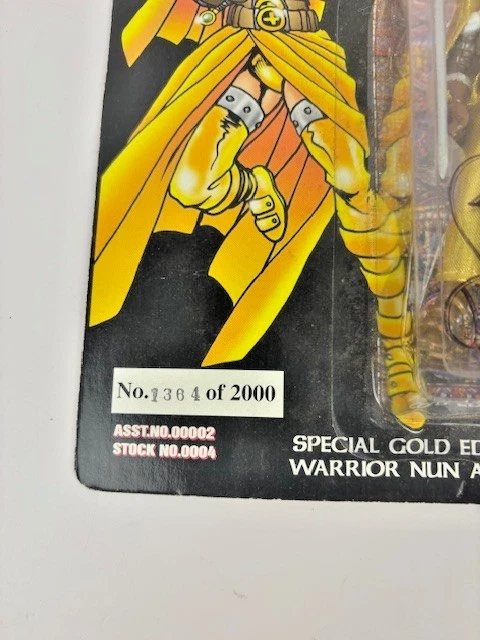 No.1364 of 2000
ASST.NO.00002
STOCK NO.0004
SPECIAL GOLD ED
WARRIOR NUN A